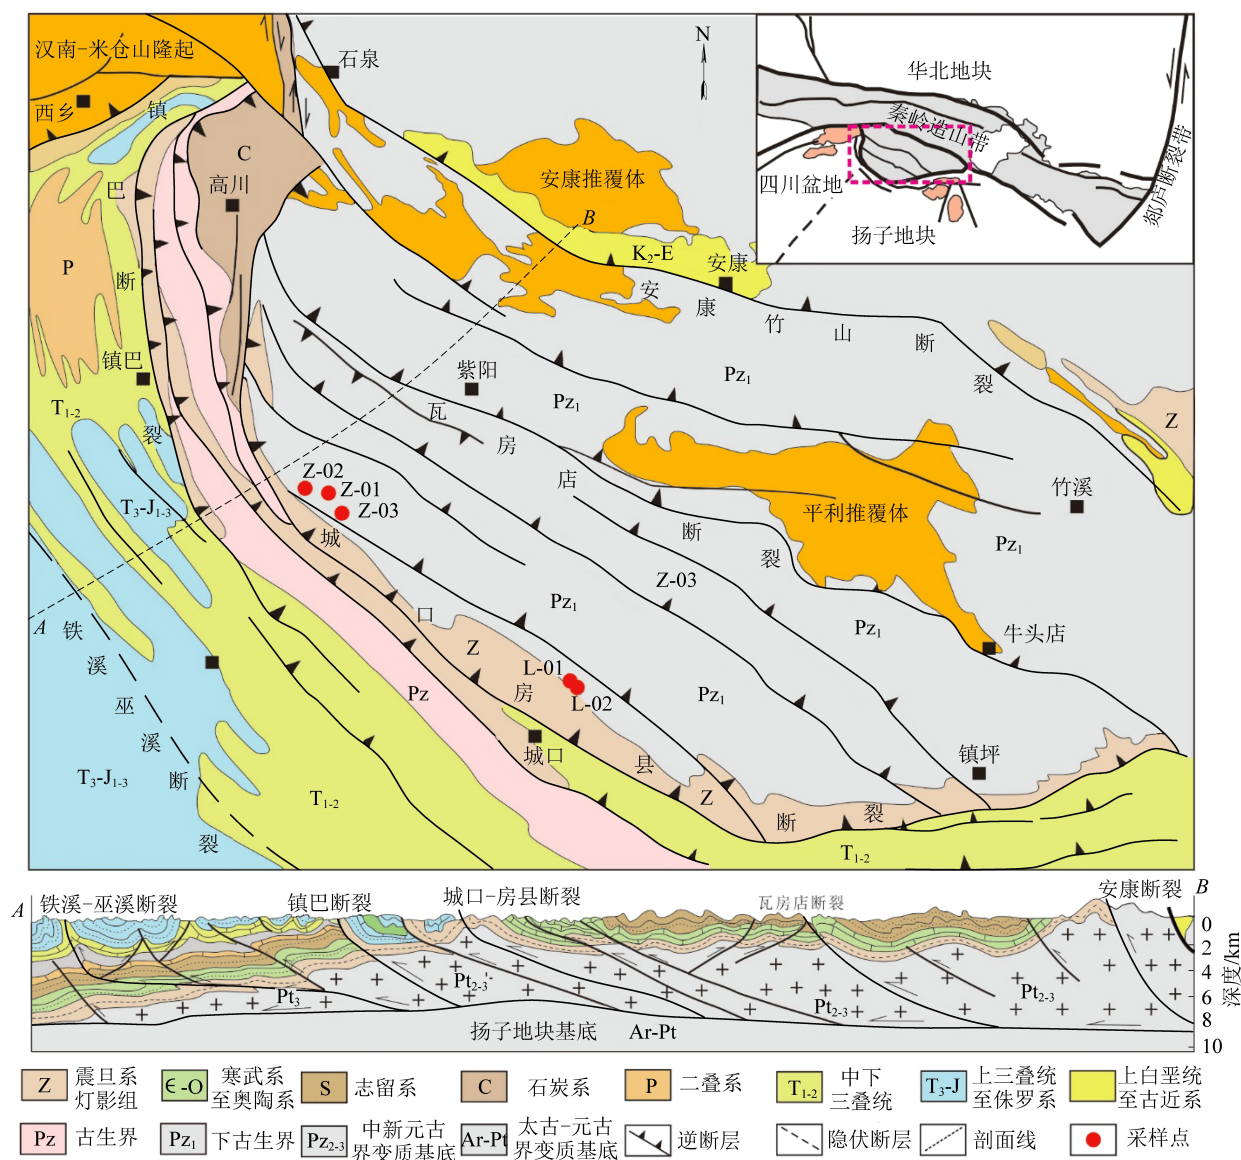 汉南-米仓山隆起
石泉
N
西乡
镇
华北地块
秦岭造山带
C
高川
巴
安康推覆体
四川盆地
郯庐断裂带
B
扬子地块
K₂-E
安康
P
断
安
康
竹
山
断
裂
镇巴
紫阳
Pz₁
Pz₁
T₁₋₂
瓦
裂
房
Z
店
Z-02
Z-01
Z-03
T₃-J₁₋₃
竹溪
平利推覆体
城
断
裂
Pz₁
Z-03
Pz₁
口
Pz₁
A
铁
牛头店
Z
溪
L-01
房
Pz
Pz₁
L-02
巫
溪
城口
县
镇坪
T₃-J₁₋₃
断
T₁₋₂
Z
断
裂
裂
T₁₋₂
A
铁溪-巫溪断裂
镇巴断裂
城口-房县断裂
瓦房店断裂
安康断裂
B
0
2
4
6
8
10
深度/km
Pt₃
Pt₂₋₃
Pt₂₋₃
Pt₂₋₃
扬子地块基底
Ar-Pt
Z
震旦系
灯影组
Є-O
寒武系
至奥陶系
S
志留系
C
石炭系
P
二叠系
T₁₋₂
中下
三叠统
T₃-J
上三叠统
至侏罗系
上白垩统
至古近系
Pz
古生界
Pz₁
下古生界
Pz₂₋₃
中新元古
界变质基底
Ar-Pt
太古-元古
界变质基底
逆断层
隐伏断层
剖面线
采样点